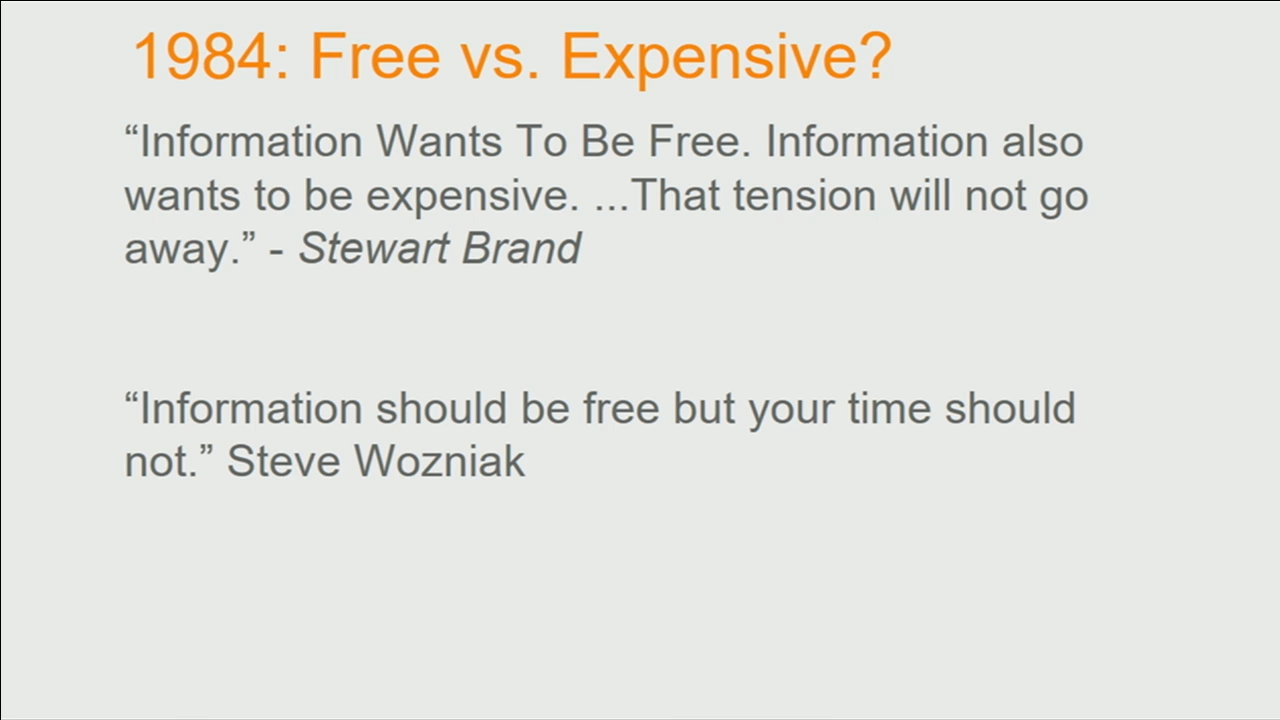 1984: Free vs. Expensive?
“Information Wants To Be Free. Information also
wants to be expensive. ...That tension will not go
away.” - Stewart Brand
“Information should be free but your time should
not.” Steve Wozniak